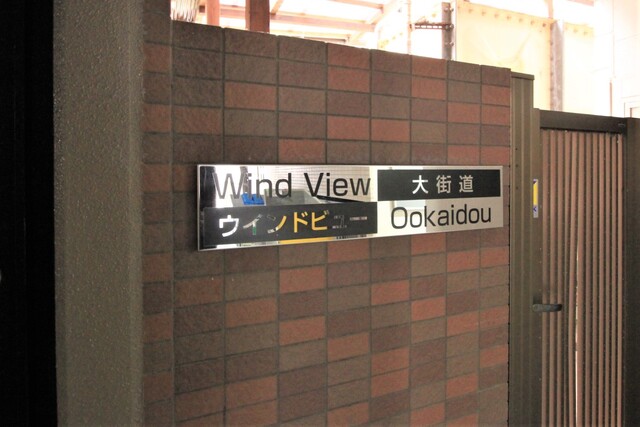 Wind View
ウインドビュー
大街道
Ookaidou